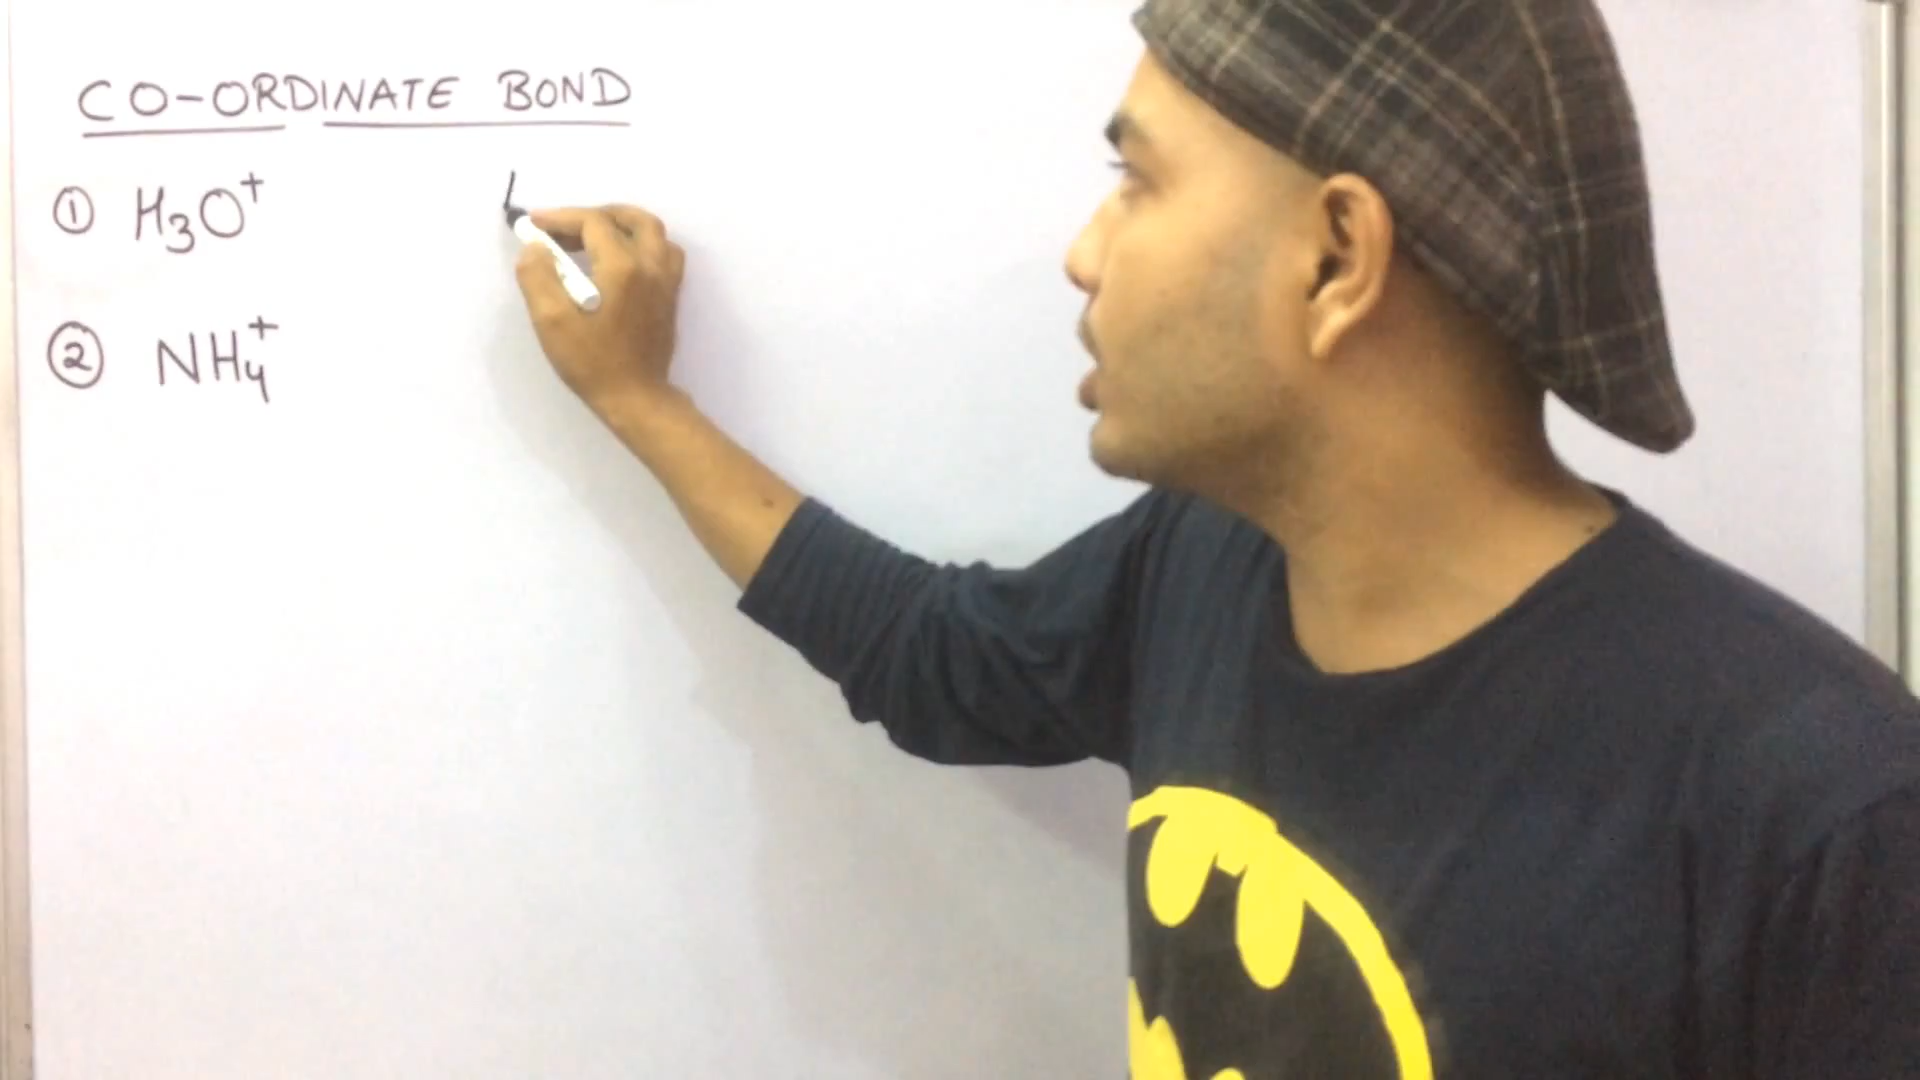 CO-ORDINATE BOND
① H₃O⁺
② NH₄⁺